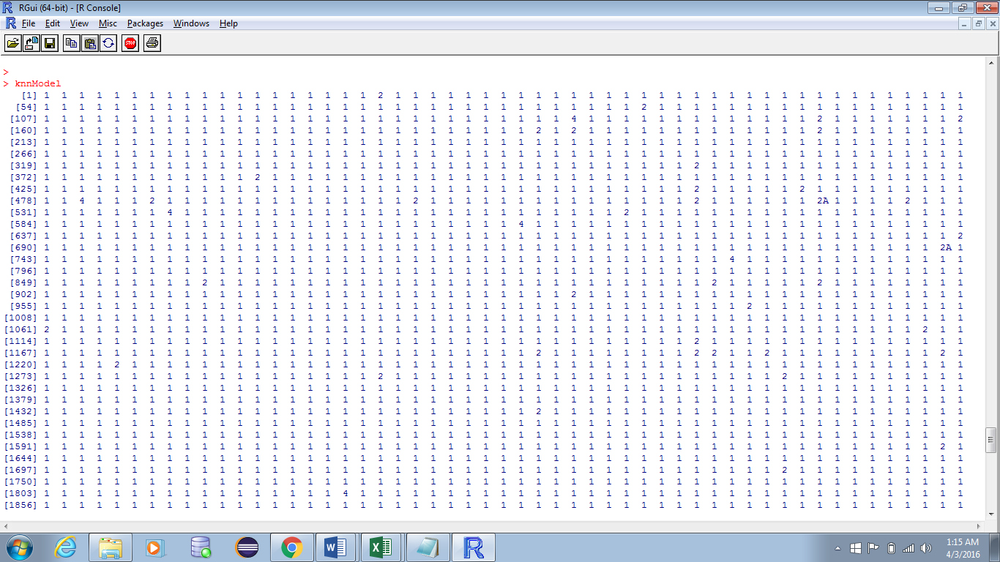 RGui (64-bit) - [R Console]
File Edit View Misc Packages Windows Help
STOP
>
> knnModel
[1] 1 1 1 1 1 1 1 1 1 1 1 1 1 1 1 1 1 1 1 2 1 1 1 1 1 1 1 1 1 1 1 1 1 1 1 1 1 1 1 1 1 1 1 1 1 1 1 1 1 1 1 1 1
[54] 1 1 1 1 1 1 1 1 1 1 1 1 1 1 1 1 1 1 1 1 1 1 1 1 1 1 1 1 1 1 1 1 1 1 2 1 1 1 1 1 1 1 1 1 1 1 1 1 1 1 1 1 1
[107] 1 1 1 1 1 1 1 1 1 1 1 1 1 1 1 1 1 1 1 1 1 1 1 1 1 1 1 1 1 1 4 1 1 1 1 1 1 1 1 1 1 1 1 1 2 1 1 1 1 1 1 1 2
[160] 1 1 1 1 1 1 1 1 1 1 1 1 1 1 1 1 1 1 1 1 1 1 1 1 1 1 1 1 2 1 2 1 1 1 1 1 1 1 1 1 1 1 1 1 2 1 1 1 1 1 1 1 1
[213] 1 1 1 1 1 1 1 1 1 1 1 1 1 1 1 1 1 1 1 1 1 1 1 1 1 1 1 1 1 1 1 1 1 1 1 1 1 1 1 1 1 1 1 1 1 1 1 1 1 1 1 1 1
[266] 1 1 1 1 1 1 1 1 1 1 1 1 1 1 1 1 1 1 1 1 1 1 1 1 1 1 1 1 1 1 1 1 1 1 1 1 1 1 1 1 1 1 1 1 1 1 1 1 1 1 1 1 1
[319] 1 1 1 1 1 1 1 1 1 1 1 1 1 1 1 1 1 1 1 1 1 1 1 1 1 1 1 1 1 1 1 1 1 1 1 1 1 2 1 1 1 1 1 1 1 1 1 1 1 1 1 1 1
[372] 1 1 1 1 1 1 1 1 1 1 1 1 2 1 1 1 1 1 1 1 1 1 1 1 1 1 1 1 1 1 1 1 1 1 1 1 1 1 1 1 1 1 1 1 1 1 1 1 1 1 1 1 1
[425] 1 1 1 1 1 1 1 1 1 1 1 1 1 1 1 1 1 1 1 1 1 1 1 1 1 1 1 1 1 1 1 1 1 1 1 1 1 2 1 1 1 1 1 2 1 1 1 1 1 1 1 1 1
[478] 1 1 4 1 1 1 2 1 1 1 1 1 1 1 1 1 1 1 1 1 1 2 1 1 1 1 1 1 1 1 1 1 1 1 1 1 1 2 1 1 1 1 1 1 2A 1 1 1 1 2 1 1 1
[531] 1 1 1 1 1 1 1 4 1 1 1 1 1 1 1 1 1 1 1 1 1 1 1 1 1 1 1 1 1 1 1 1 1 2 1 1 1 1 1 1 1 1 1 1 1 1 1 1 1 1 1 1 1
[584] 1 1 1 1 1 1 1 1 1 1 1 1 1 1 1 1 1 1 1 1 1 1 1 1 1 1 1 4 1 1 1 1 1 1 1 1 1 1 1 1 1 1 1 1 1 1 1 1 1 1 1 1 1
[637] 1 1 1 1 1 1 1 1 1 1 1 1 1 1 1 1 1 1 1 1 1 1 1 1 1 1 1 1 1 1 1 1 1 1 1 1 1 1 1 1 1 1 1 1 1 1 1 1 1 1 1 1 2
[690] 1 1 1 1 1 1 1 1 1 1 1 1 1 1 1 1 1 1 1 1 1 1 1 1 1 1 1 1 1 1 1 1 1 1 1 1 1 1 1 1 1 1 1 1 1 1 1 1 1 1 1 2A 1
[743] 1 1 1 1 1 1 1 1 1 1 1 1 1 1 1 1 1 1 1 1 1 1 1 1 1 1 1 1 1 1 1 1 1 1 1 1 1 1 1 4 1 1 1 1 1 1 1 1 1 1 1 1 1
[796] 1 1 1 1 1 1 1 1 1 1 1 1 1 1 1 1 1 1 1 1 1 1 1 1 1 1 1 1 1 1 1 1 1 1 1 1 1 1 1 1 1 1 1 1 1 1 1 1 1 1 1 1 1
[849] 1 1 1 1 1 1 1 1 1 2 1 1 1 1 1 1 1 1 1 1 1 1 1 1 1 1 1 1 1 1 1 1 1 1 1 1 1 1 2 1 1 1 1 1 2 1 1 1 1 1 1 1 1
[902] 1 1 1 1 1 1 1 1 1 1 1 1 1 1 1 1 1 1 1 1 1 1 1 1 1 1 1 1 1 1 2 1 1 1 1 1 1 1 1 1 1 1 1 1 1 1 1 1 1 1 1 1 1
[955] 1 1 1 1 1 1 1 1 1 1 1 1 1 1 1 1 1 1 1 1 1 1 1 1 1 1 1 1 1 1 1 1 1 1 1 1 1 1 1 1 2 1 1 1 1 1 1 1 1 1 1 1 1
[1008] 1 1 1 1 1 1 1 1 1 1 1 1 1 1 1 1 1 1 1 1 1 1 1 1 1 1 1 1 1 1 1 1 1 1 1 1 1 1 1 1 1 1 1 1 1 1 1 1 1 1 1 1 1
[1061] 2 1 1 1 1 1 1 1 1 1 1 1 1 1 1 1 1 1 1 1 1 1 1 1 1 1 1 1 1 1 1 1 1 1 1 1 1 1 1 1 1 1 1 1 1 1 1 1 1 1 2 1 1
[1114] 1 1 1 1 1 1 1 1 1 1 1 1 1 1 1 1 1 1 1 1 1 1 1 1 1 1 1 1 1 1 1 1 1 1 1 1 1 2 1 1 1 1 1 1 1 1 1 1 1 1 1 1 1
[1167] 1 1 1 1 1 1 1 1 1 1 1 1 1 1 1 1 1 1 1 1 1 1 1 1 1 1 1 1 2 1 1 1 1 1 1 1 1 2 2 1 1 2 1 1 1 1 1 1 1 1 1 2 1
[1220] 1 1 1 1 2 1 1 1 1 1 1 1 1 1 1 1 1 1 1 1 1 1 1 1 1 1 1 1 1 1 1 1 1 1 1 1 1 1 1 1 1 1 1 1 1 1 1 1 1 1 1 1 1
[1273] 1 1 1 1 1 1 1 1 1 1 1 1 1 1 1 1 1 1 1 2 1 1 1 1 1 1 1 1 1 1 1 1 1 1 1 1 1 1 1 1 1 1 2 1 1 1 1 1 1 1 1 1 1
[1326] 1 1 1 1 1 1 1 1 1 1 1 1 1 1 1 1 1 1 1 1 1 1 1 1 1 1 1 1 1 1 1 1 1 1 1 1 1 1 1 1 1 1 1 1 1 1 1 1 1 1 1 1 1
[1379] 1 1 1 1 1 1 1 1 1 1 1 1 1 1 1 1 1 1 1 1 1 1 1 1 1 1 1 1 1 1 1 1 1 1 1 1 1 1 1 1 1 1 1 1 1 1 1 1 1 1 1 1 1
[1432] 1 1 1 1 1 1 1 1 1 1 1 1 1 1 1 1 1 1 1 1 1 1 1 1 1 1 1 1 2 1 1 1 1 1 1 1 1 1 1 1 1 1 1 1 1 1 1 1 1 1 1 1 1
[1485] 1 1 1 1 1 1 1 1 1 1 1 1 1 1 1 1 1 1 1 1 1 1 1 1 1 1 1 1 1 1 1 1 1 1 1 1 1 1 1 1 1 1 1 1 1 1 1 1 1 1 1 1 1
[1538] 1 1 1 1 1 1 1 1 1 1 1 1 1 1 1 1 1 1 1 1 1 1 1 1 1 1 1 1 1 1 1 1 1 1 1 1 1 1 1 1 1 1 1 1 1 1 1 1 1 1 1 1 1
[1591] 1 1 1 1 1 1 1 1 1 1 1 1 1 1 1 1 1 1 1 1 1 1 1 1 1 1 1 1 1 1 1 1 1 1 1 1 1 1 1 1 1 1 1 1 1 1 1 1 1 1 1 2 1
[1644] 1 1 1 1 1 1 1 1 1 1 1 1 1 1 1 1 1 1 1 1 1 1 1 1 1 1 1 1 1 1 1 1 1 1 1 1 1 1 1 1 1 1 1 1 1 1 1 1 1 1 1 1 1
[1697] 1 1 1 1 1 1 1 1 1 1 1 1 1 1 1 1 1 1 1 1 1 1 1 1 1 1 1 1 1 1 1 1 1 1 1 1 1 1 1 1 1 1 2 1 1 1 1 1 1 1 1 1 1
[1750] 1 1 1 1 1 1 1 1 1 1 1 1 1 1 1 1 1 1 1 1 1 1 1 1 1 1 1 1 1 1 1 1 1 1 1 1 1 1 1 1 1 1 1 1 1 1 1 1 1 1 1 1 1
[1803] 1 1 1 1 1 1 1 1 1 1 1 1 1 1 1 1 1 4 1 1 1 1 1 1 1 1 1 1 1 1 1 1 1 1 1 1 1 1 1 1 1 1 1 1 1 1 1 1 1 1 1 1 1
[1856] 1 1 1 1 1 1 1 1 1 1 1 1 1 1 1 1 1 1 1 1 1 1 1 1 1 1 1 1 1 1 1 1 1 1 1 1 1 1 1 1 1 1 1 1 1 1 1 1 1 1 1 1 1
1:15 AM
4/3/2016